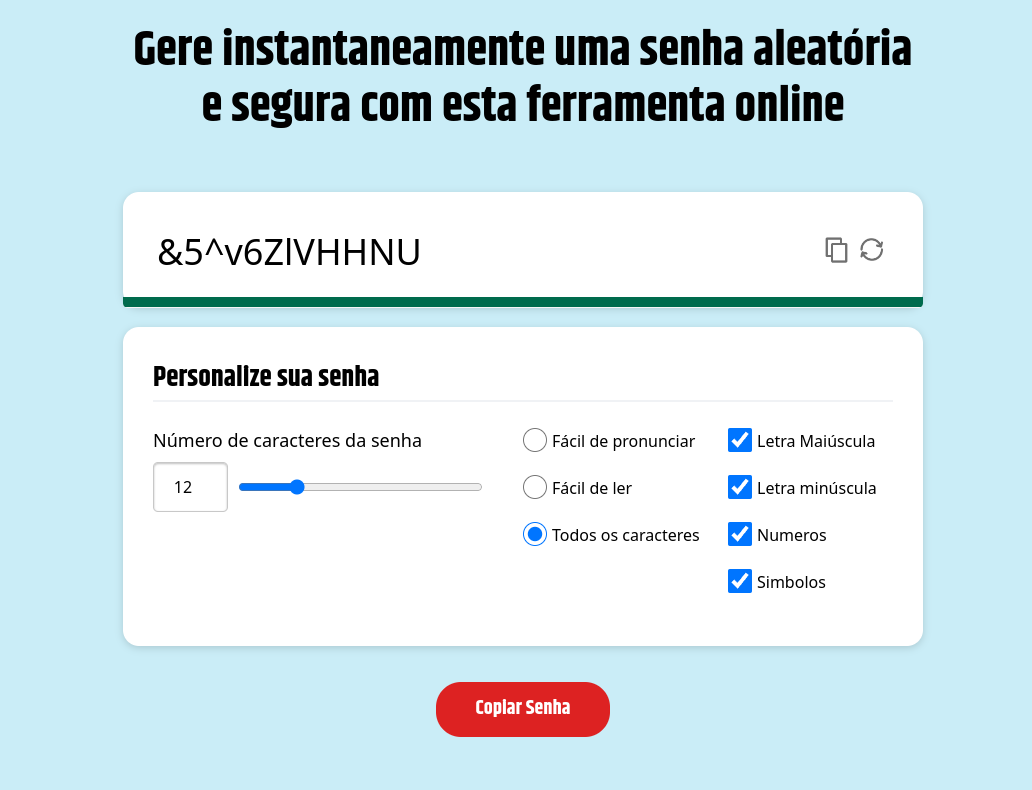 Gere instantaneamente uma senha aleatória
e segura com esta ferramenta online
&5^v6ZlVHHNU
Personalize sua senha
Número de caracteres da senha
12
Fácil de pronunciar
Fácil de ler
Todos os caracteres
Letra Maiúscula
Letra minúscula
Numeros
Simbolos
Copiar Senha